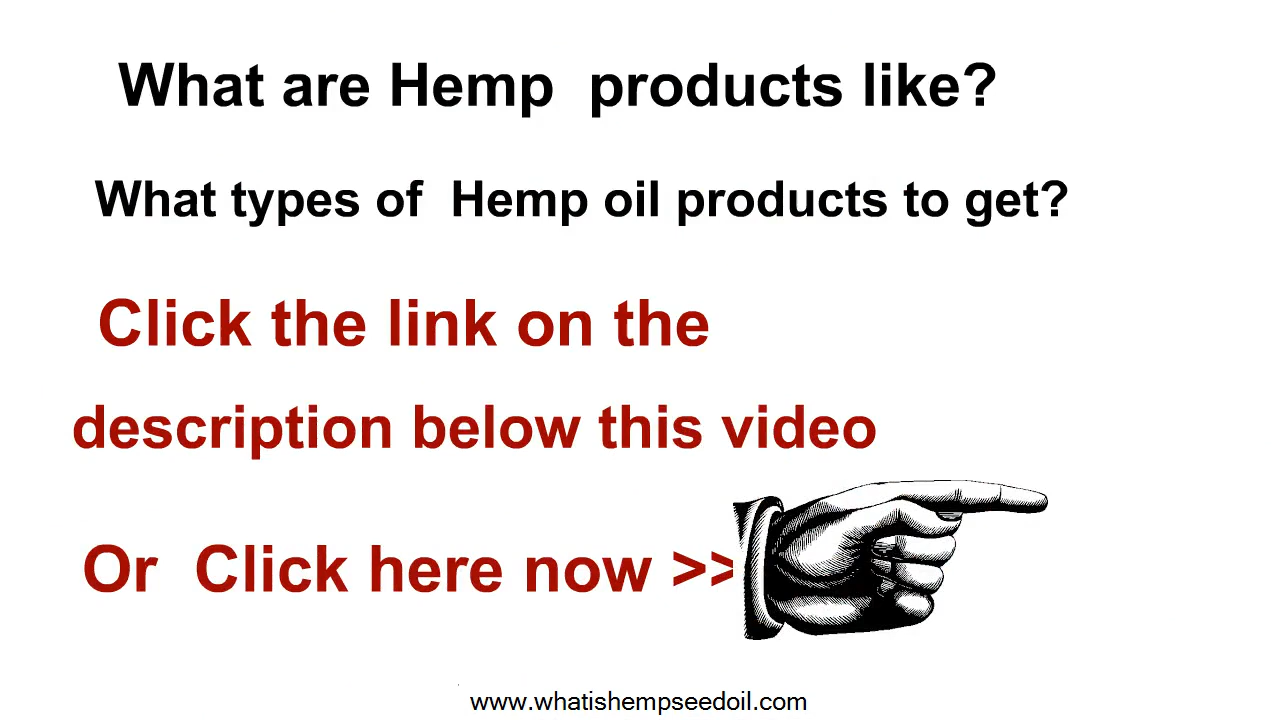 What are Hemp  products like?
What types of  Hemp oil products to get?
Click the link on the
description below this video
Or  Click here now >>
www.whatishempseedoil.com